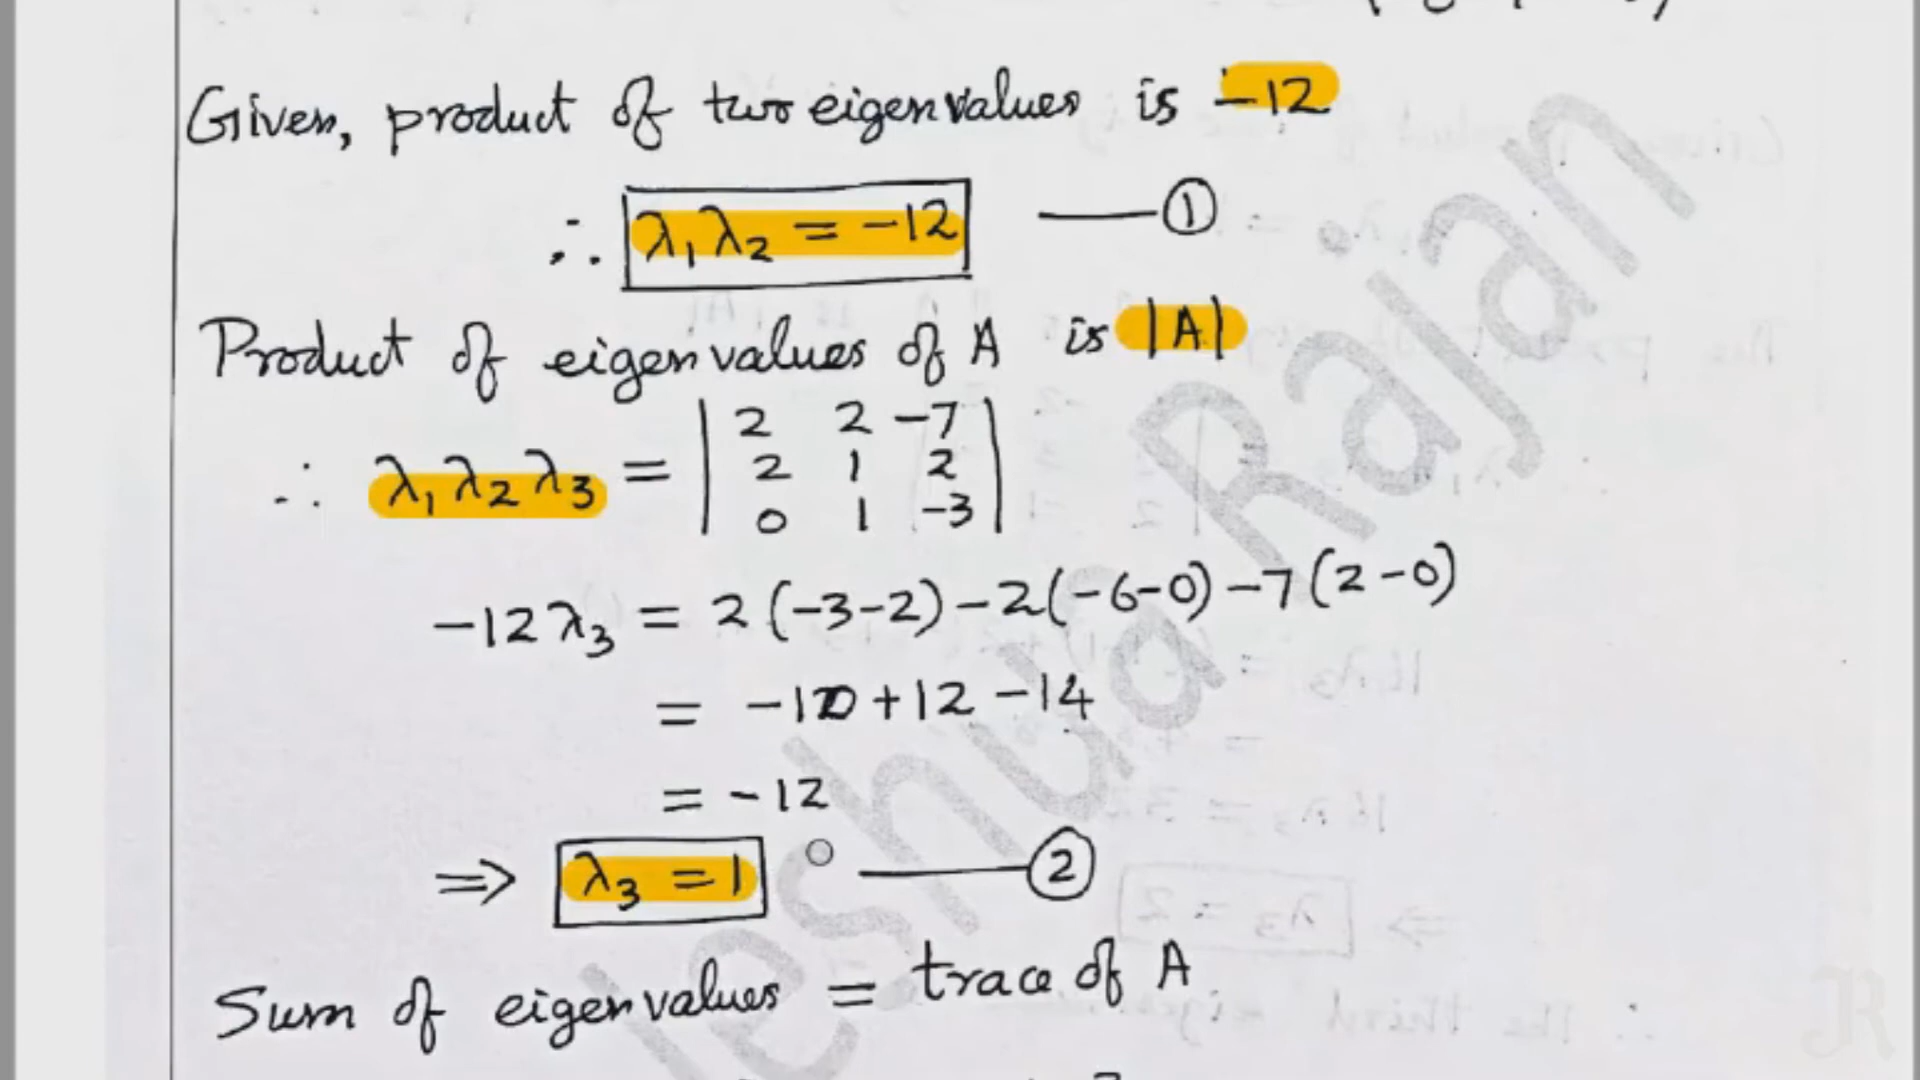 Given, product of two eigenvalues is -12
∴ λ₁λ₂ = -12 —— ①
Product of eigenvalues of A is |A|
∴ λ₁λ₂λ₃ = | 2 2 -7 |
| 2 1 2 |
| 0 1 -3 |
-12λ₃ = 2(-3-2)-2(-6-0)-7(2-0)
= -10+12-14
= -12
⇒ λ₃ = 1 —— ②
Sum of eigenvalues = trace of A
Rajan
JR